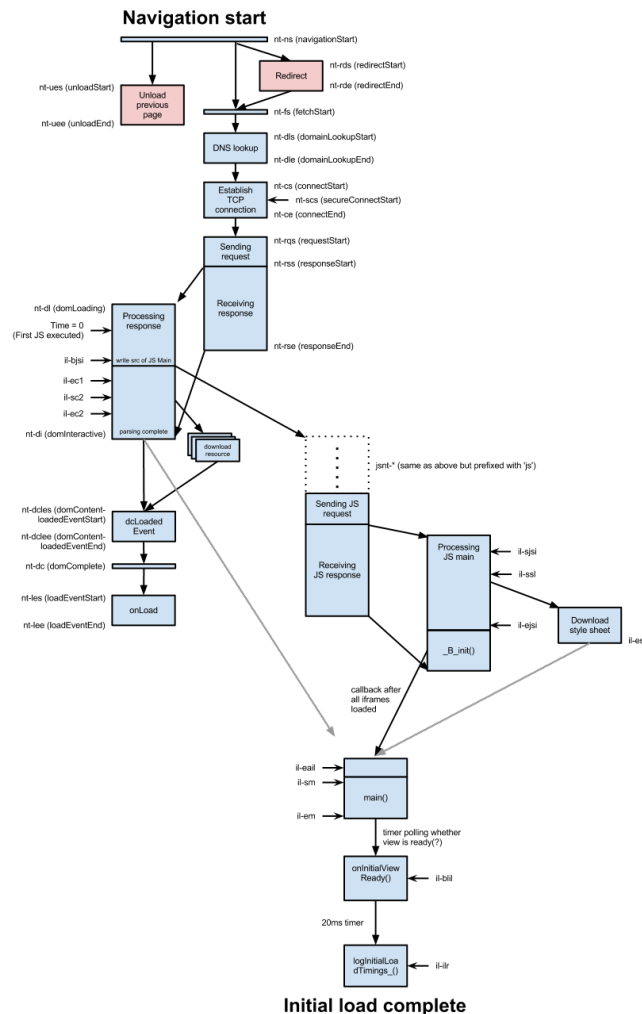 Navigation start
nt-ns (navigationStart)
nt-rds (redirectStart)
Redirect
nt-rde (redirectEnd)
nt-ues (unloadStart)
Unload
previous
page
nt-uee (unloadEnd)
nt-fs (fetchStart)
nt-dls (domainLookupStart)
DNS lookup
nt-dle (domainLookupEnd)
nt-cs (connectStart)
Establish
TCP
connection
nt-scs (secureConnectStart)
nt-ce (connectEnd)
Sending
request
nt-rqs (requestStart)
nt-rss (responseStart)
Receiving
response
nt-rse (responseEnd)
nt-dl (domLoading)
Processing
response
Time = 0
(First JS executed)
il-bjsi
write src of JS Main
il-ec1
il-sc2
il-ec2
nt-di (domInteractive)
parsing complete
download
resource
jsnt-* (same as above but prefixed with 'js')
Sending JS
request
Receiving
JS response
nt-dcles (domContent-
loadedEventStart)
dcLoaded
Event
nt-dclee (domContent-
loadedEventEnd)
nt-dc (domComplete)
nt-les (loadEventStart)
onLoad
nt-lee (loadEventEnd)
Processing
JS main
il-sjsi
il-ssl
il-ejsi
Download
style sheet
il-es
_B_init()
callback after
all iframes
loaded
il-eail
il-sm
main()
il-em
timer polling whether
view is ready(?)
onInitialView
Ready()
il-blil
20ms timer
logInitialLoa
dTimings_()
il-ilr
Initial load complete